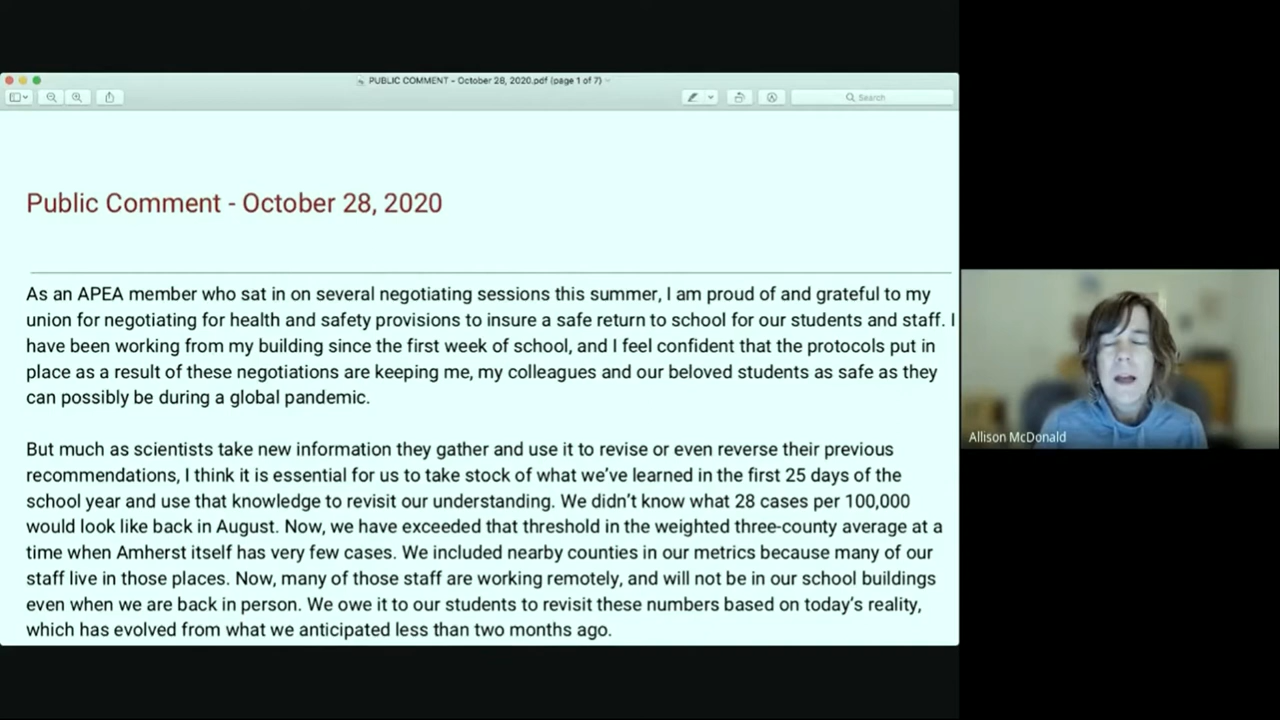 PUBLIC COMMENT - October 28, 2020.pdf (page 1 of 7)
Search
Public Comment - October 28, 2020
As an APEA member who sat in on several negotiating sessions this summer, I am proud of and grateful to my
union for negotiating for health and safety provisions to insure a safe return to school for our students and staff. I
have been working from my building since the first week of school, and I feel confident that the protocols put in
place as a result of these negotiations are keeping me, my colleagues and our beloved students as safe as they
can possibly be during a global pandemic.
But much as scientists take new information they gather and use it to revise or even reverse their previous
recommendations, I think it is essential for us to take stock of what we’ve learned in the first 25 days of the
school year and use that knowledge to revisit our understanding. We didn’t know what 28 cases per 100,000
would look like back in August. Now, we have exceeded that threshold in the weighted three-county average at a
time when Amherst itself has very few cases. We included nearby counties in our metrics because many of our
staff live in those places. Now, many of those staff are working remotely, and will not be in our school buildings
even when we are back in person. We owe it to our students to revisit these numbers based on today’s reality,
which has evolved from what we anticipated less than two months ago.
Allison McDonald